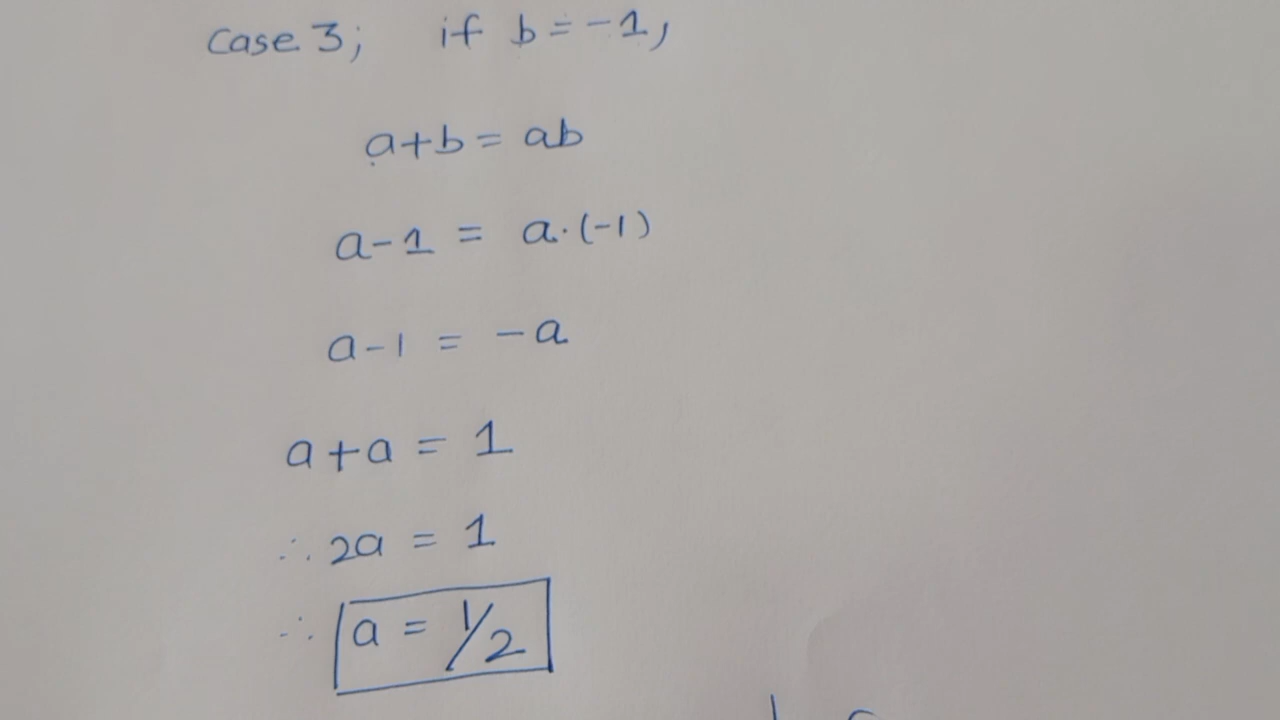 Case 3; if b = -1,
a+b = ab
a-1 = a·(-1)
a-1 = -a
a+a = 1
∴ 2a = 1
∴ a = 1/2